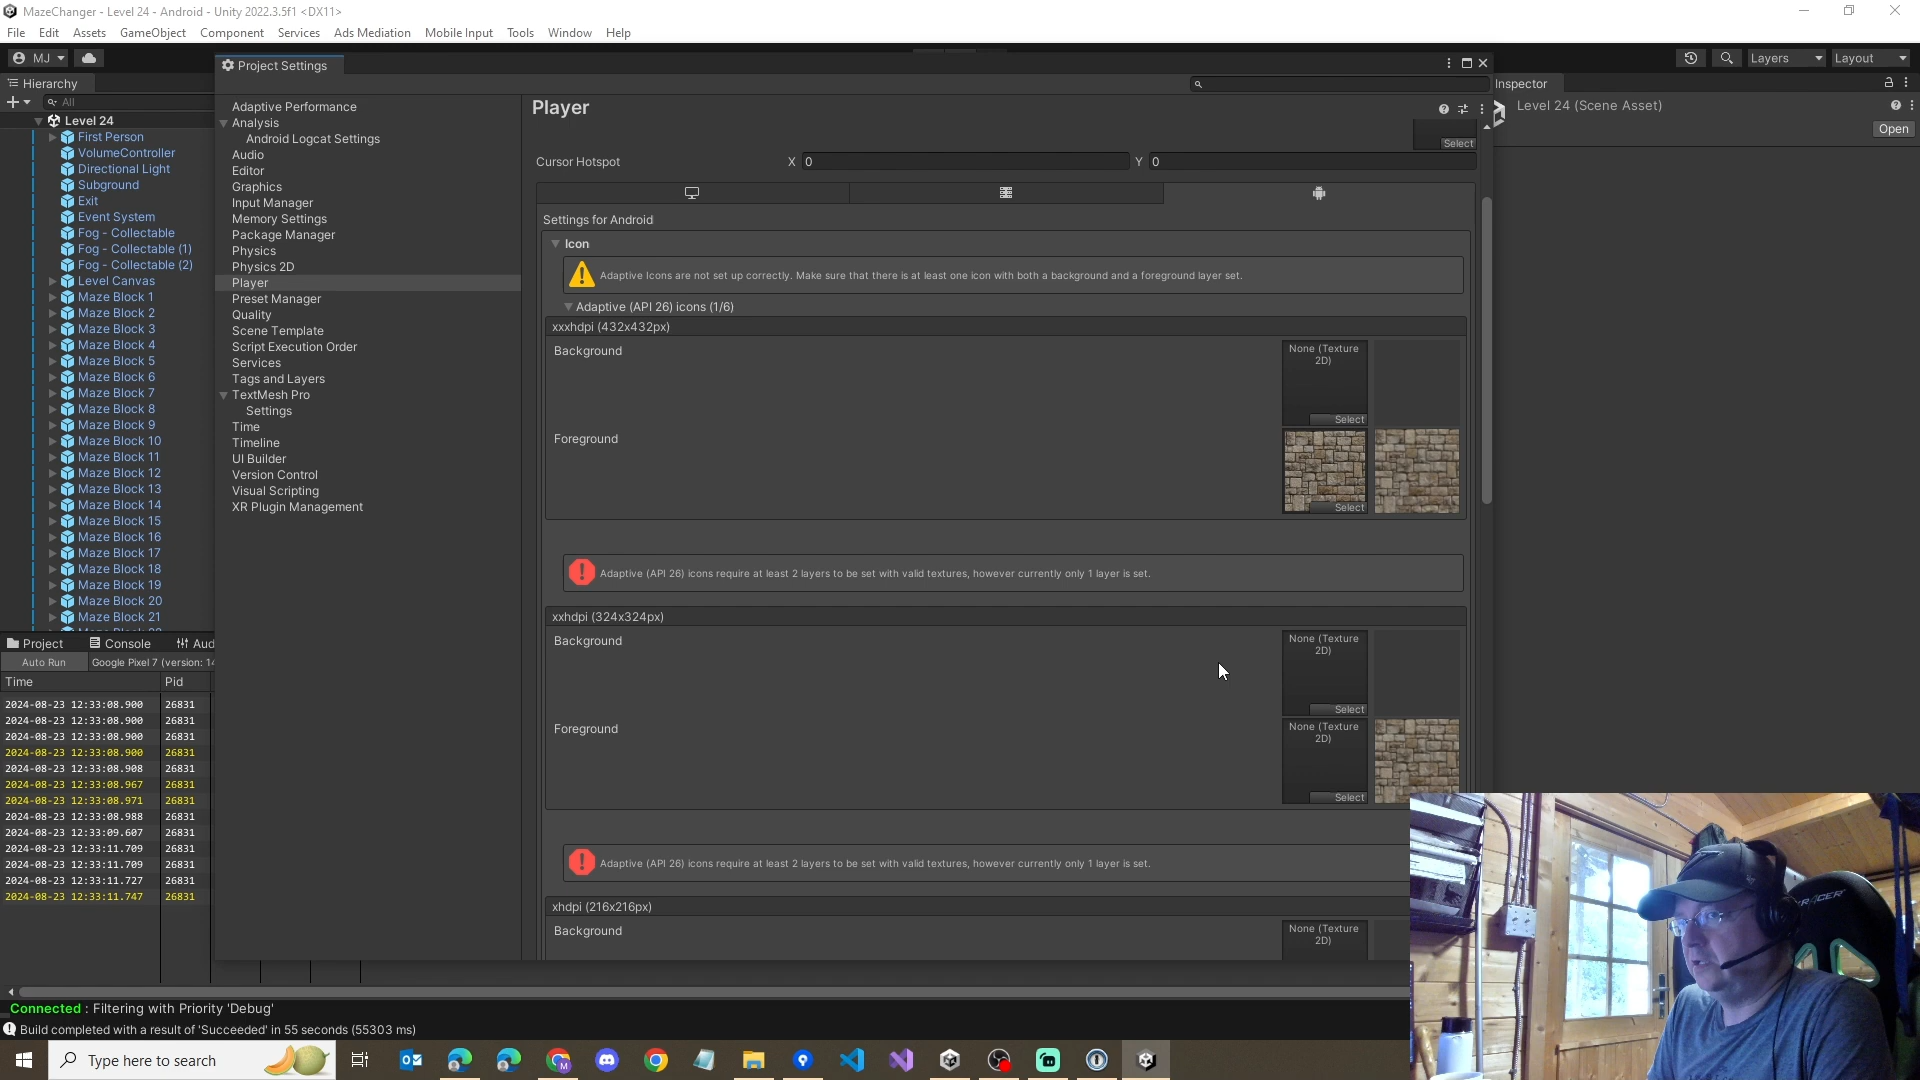 MazeChanger - Level 24 - Android - Unity 2022.3.5f1 <DX11>
File Edit Assets GameObject Component Services Ads Mediation Mobile Input Tools Window Help
MJ
Layers
Layout
Project Settings
Hierarchy
Inspector
All
Level 24
First Person
VolumeController
Directional Light
Subground
Exit
Event System
Fog - Collectable
Fog - Collectable (1)
Fog - Collectable (2)
Level Canvas
Maze Block 1
Maze Block 2
Maze Block 3
Maze Block 4
Maze Block 5
Maze Block 6
Maze Block 7
Maze Block 8
Maze Block 9
Maze Block 10
Maze Block 11
Maze Block 12
Maze Block 13
Maze Block 14
Maze Block 15
Maze Block 16
Maze Block 17
Maze Block 18
Maze Block 19
Maze Block 20
Maze Block 21
Adaptive Performance
Analysis
Android Logcat Settings
Audio
Editor
Graphics
Input Manager
Memory Settings
Package Manager
Physics
Physics 2D
Player
Preset Manager
Quality
Scene Template
Script Execution Order
Services
Tags and Layers
TextMesh Pro
Settings
Time
Timeline
UI Builder
Version Control
Visual Scripting
XR Plugin Management
Player
Select
Cursor Hotspot X 0 Y 0
Settings for Android
Icon
Adaptive Icons are not set up correctly. Make sure that there is at least one icon with both a background and a foreground layer set.
Adaptive (API 26) icons (1/6)
xxxhdpi (432x432px)
Background
None (Texture
2D)
Select
Foreground
Select
Adaptive (API 26) icons require at least 2 layers to be set with valid textures, however currently only 1 layer is set.
xxhdpi (324x324px)
Background
None (Texture
2D)
Select
Foreground
None (Texture
2D)
Select
Adaptive (API 26) icons require at least 2 layers to be set with valid textures, however currently only 1 layer is set.
xhdpi (216x216px)
Background
None (Texture
2D)
Level 24 (Scene Asset)
Open
Project Console Aud
Auto Run Google Pixel 7 (version: 14
Time Pid
2024-08-23 12:33:08.900 26831
2024-08-23 12:33:08.900 26831
2024-08-23 12:33:08.900 26831
2024-08-23 12:33:08.900 26831
2024-08-23 12:33:08.908 26831
2024-08-23 12:33:08.967 26831
2024-08-23 12:33:08.971 26831
2024-08-23 12:33:08.988 26831
2024-08-23 12:33:09.607 26831
2024-08-23 12:33:11.709 26831
2024-08-23 12:33:11.709 26831
2024-08-23 12:33:11.727 26831
2024-08-23 12:33:11.747 26831
Connected : Filtering with Priority 'Debug'
Build completed with a result of 'Succeeded' in 55 seconds (55303 ms)
Type here to search